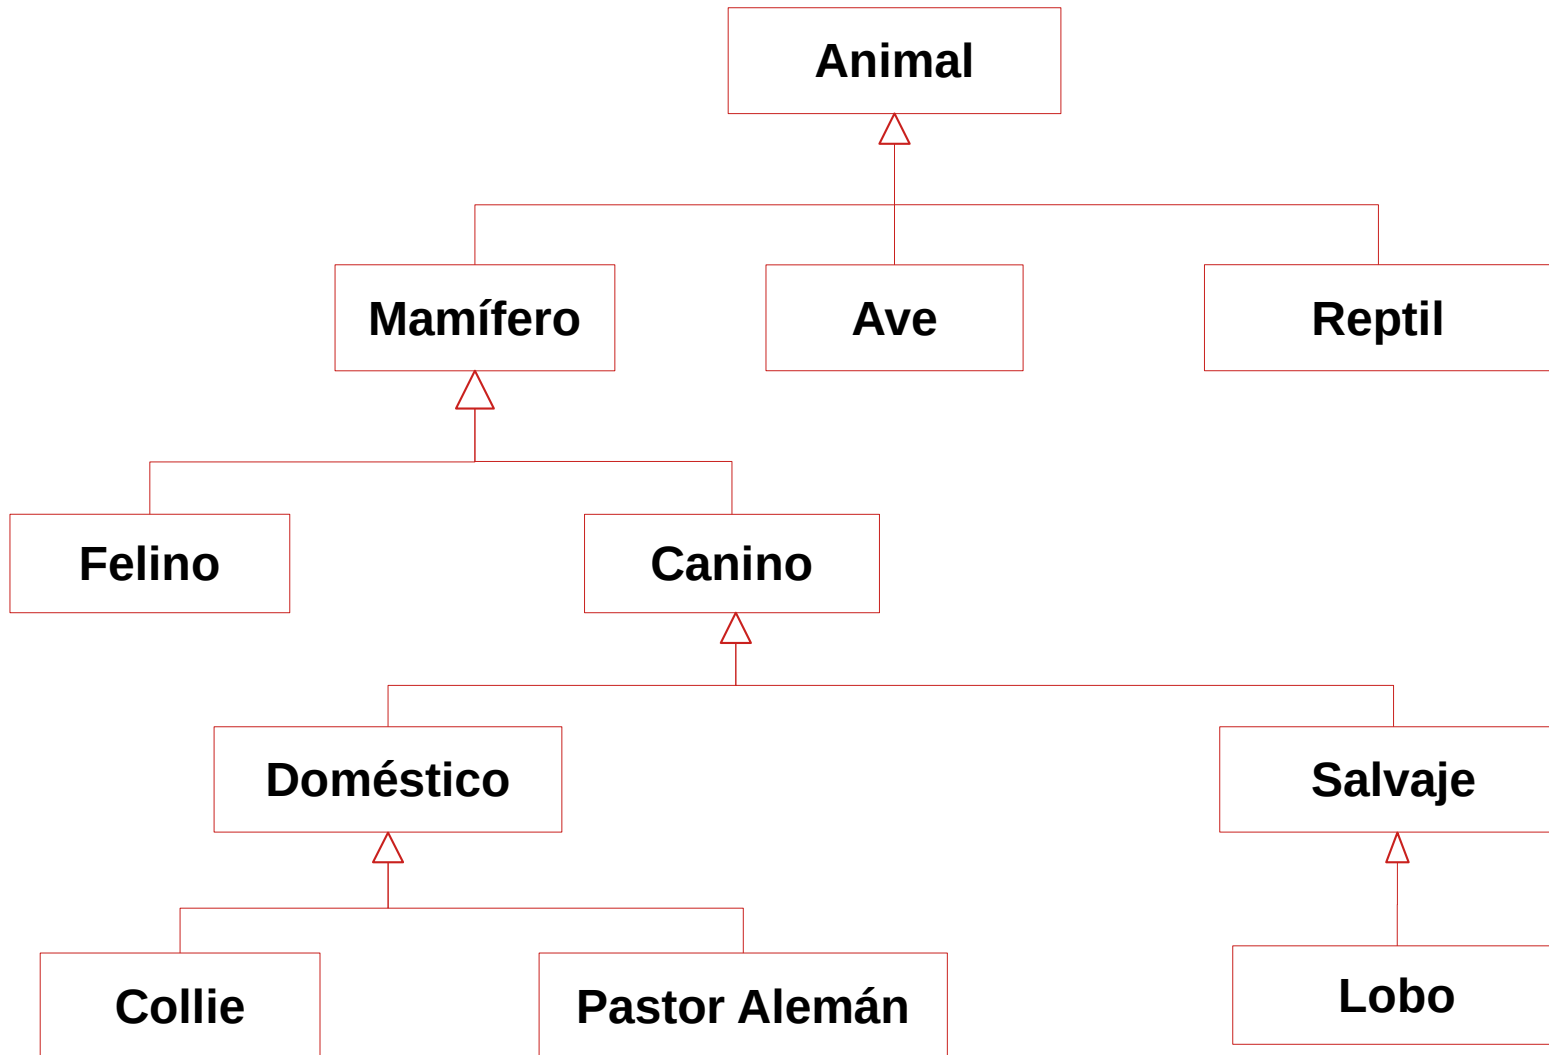 Animal
Mamífero
Ave
Reptil
Felino
Canino
Doméstico
Salvaje
Collie
Pastor Alemán
Lobo